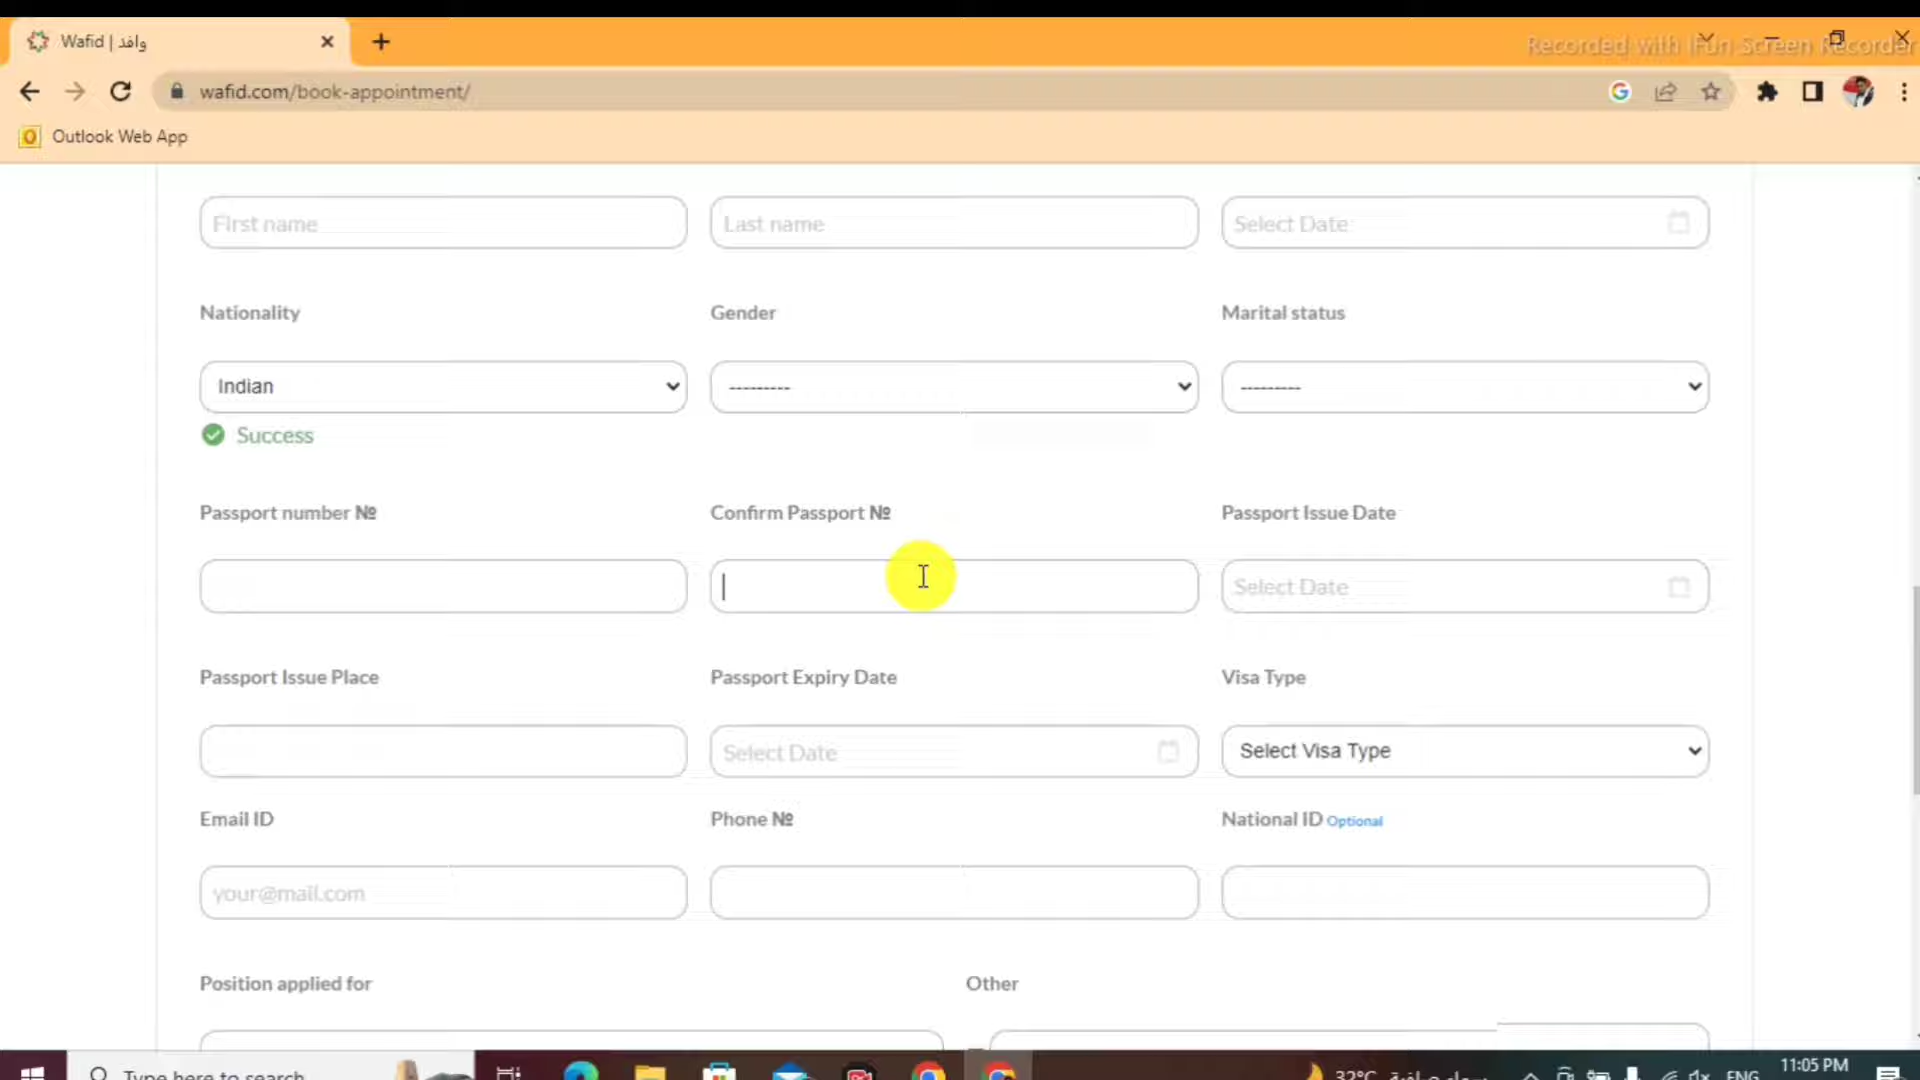 Wafid | وافد
Recorded with iFun Screen Recorder
wafid.com/book-appointment/
Outlook Web App
First name
Last name
Select Date
Nationality
Gender
Marital status
Indian
---------
---------
Success
Passport number №
Confirm Passport №
Passport Issue Date
Select Date
Passport Issue Place
Passport Expiry Date
Visa Type
Select Date
Select Visa Type
Email ID
Phone №
National ID Optional
your@mail.com
Position applied for
Other
Type here to search
32°C
ENG
11:05 PM